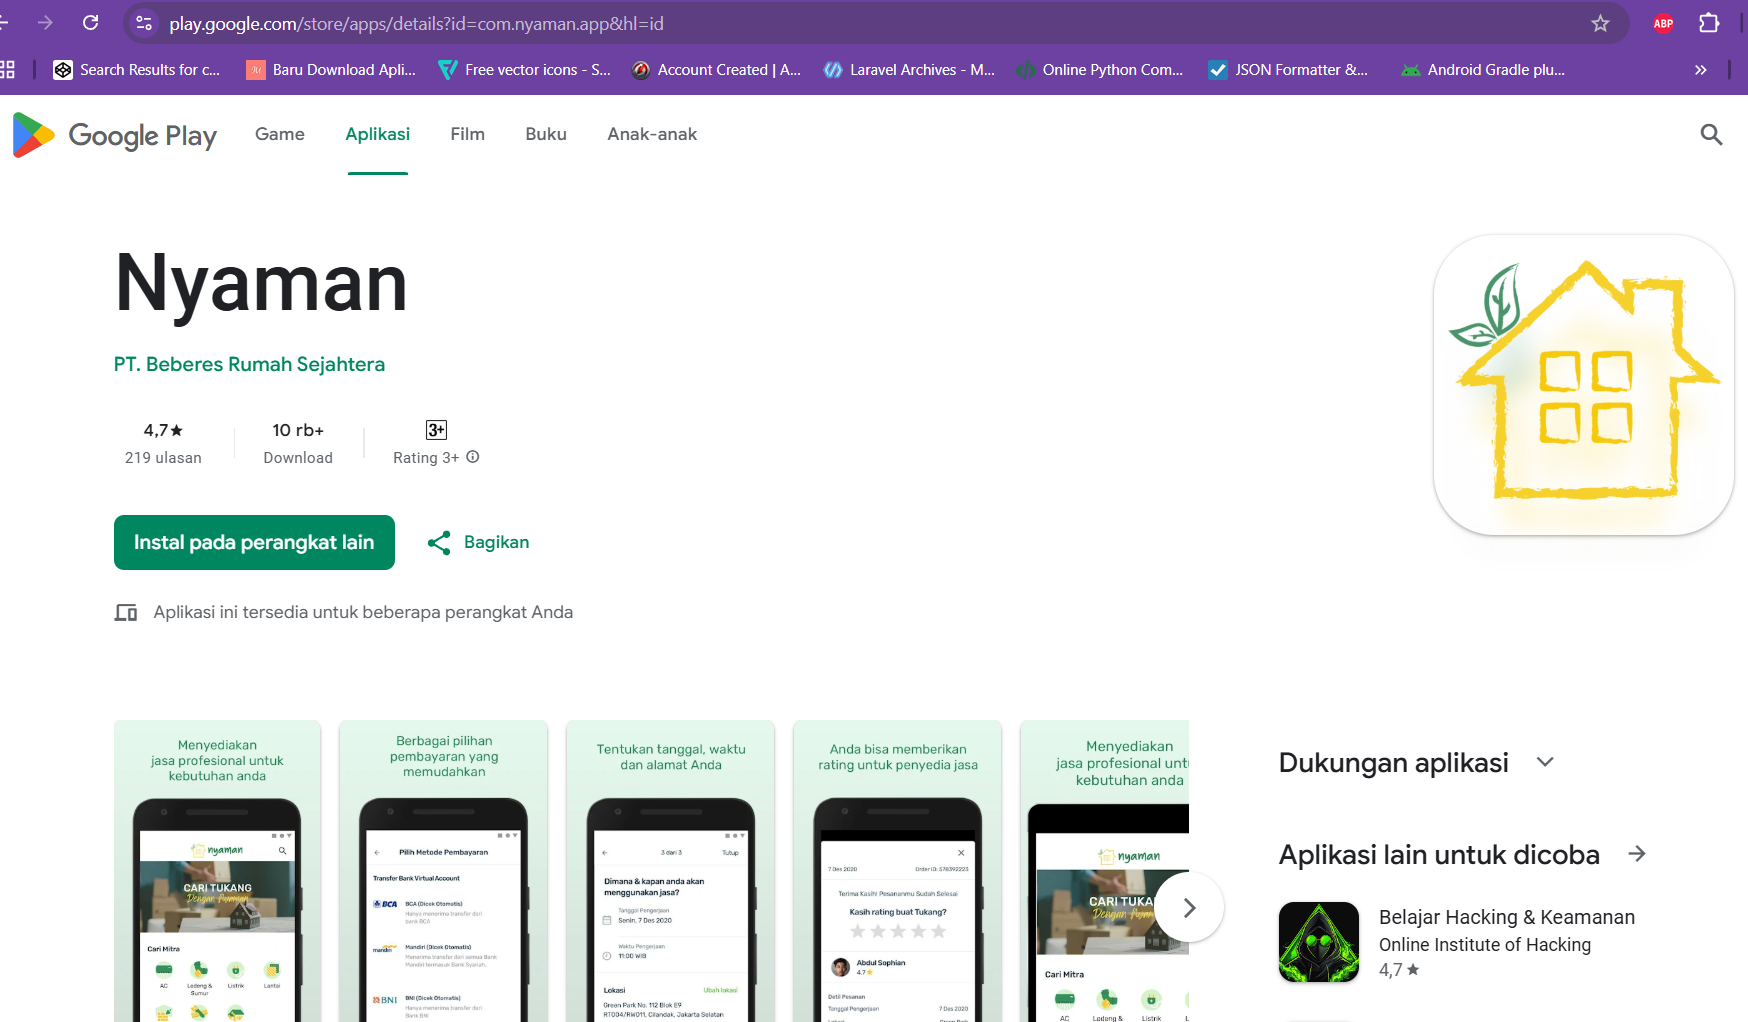 play.google.com/store/apps/details?id=com.nyaman.app&hl=id
ABP
Search Results for c...
Baru Download Apli...
Free vector icons - S...
Account Created | A...
Laravel Archives - M...
Online Python Com...
JSON Formatter &...
Android Gradle plu...
Google Play
Game
Aplikasi
Film
Buku
Anak-anak
Nyaman
PT. Beberes Rumah Sejahtera
4,7★
219 ulasan
10 rb+
Download
3+
Rating 3+
Instal pada perangkat lain
Bagikan
Aplikasi ini tersedia untuk beberapa perangkat Anda
Menyediakan
jasa profesional untuk
kebutuhan anda
nyaman
CARI TUKANG
Dengan Aman
Cari Mitra
AC
Ledeng &
Sumur
Listrik
Lantai
Berbagai pilihan
pembayaran yang
memudahkan
Pilih Metode Pembayaran
Transfer Bank Virtual Account
BCA
BCA (Dicek Otomatis)
Hanya menerima transfer dari
bank BCA
mandiri
Mandiri (Dicek Otomatis)
Menerima transfer dari semua Bank
Mandiri termasuk Bank Syariah.
BNI
BNI (Dicek Otomatis)
Hanya menerima transfer dari
Bank BNI
Tentukan tanggal, waktu
dan alamat Anda
3 dari 3
Tutup
Dimana & kapan anda akan
menggunakan jasa?
Tanggal Pengerjaan
Senin, 7 Des 2020
Waktu Pengerjaan
11:00 WIB
Lokasi
Ubah lokasi
Green Park No. 112 Blok E9
RT004/RW011, Cilandak, Jakarta Selatan
Anda bisa memberikan
rating untuk penyedia jasa
7 Des 2020
Order ID: 578392223
Terima Kasih! Pesananmu Sudah Selesai
Kasih rating buat Tukang?
Abdul Sophian
4.7
Detil Pesanan
Tanggal Pengerjaan
7 Des 2020
Lokasi
Green Park
Menyediakan
jasa profesional unt
kebutuhan anda
nyaman
CARI TUKA
Dengan Aman
Cari Mitra
AC
Ledeng &
Listrik
L
Dukungan aplikasi
Aplikasi lain untuk dicoba
Belajar Hacking & Keamanan
Online Institute of Hacking
4,7★